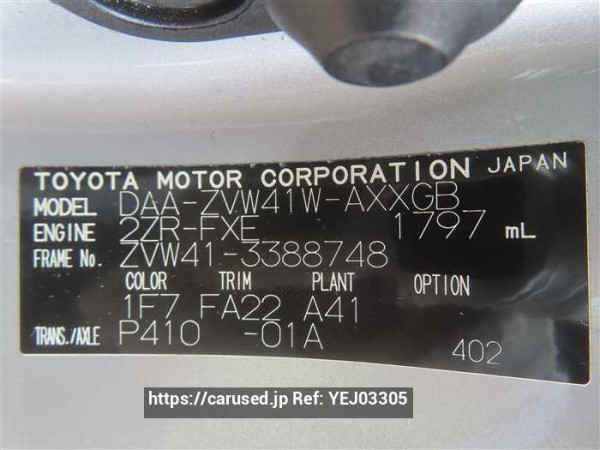 TOYOTA MOTOR CORPORATION JAPAN
MODEL DAA-ZVW41W-AXXGB
ENGINE 2ZR-FXE 1797 mL
FRAME No. ZVW41-3388748
COLOR TRIM PLANT OPTION
1F7 FA22 A41
TRANS./AXLE P410 -01A
402
https://carused.jp Ref: YEJ03305